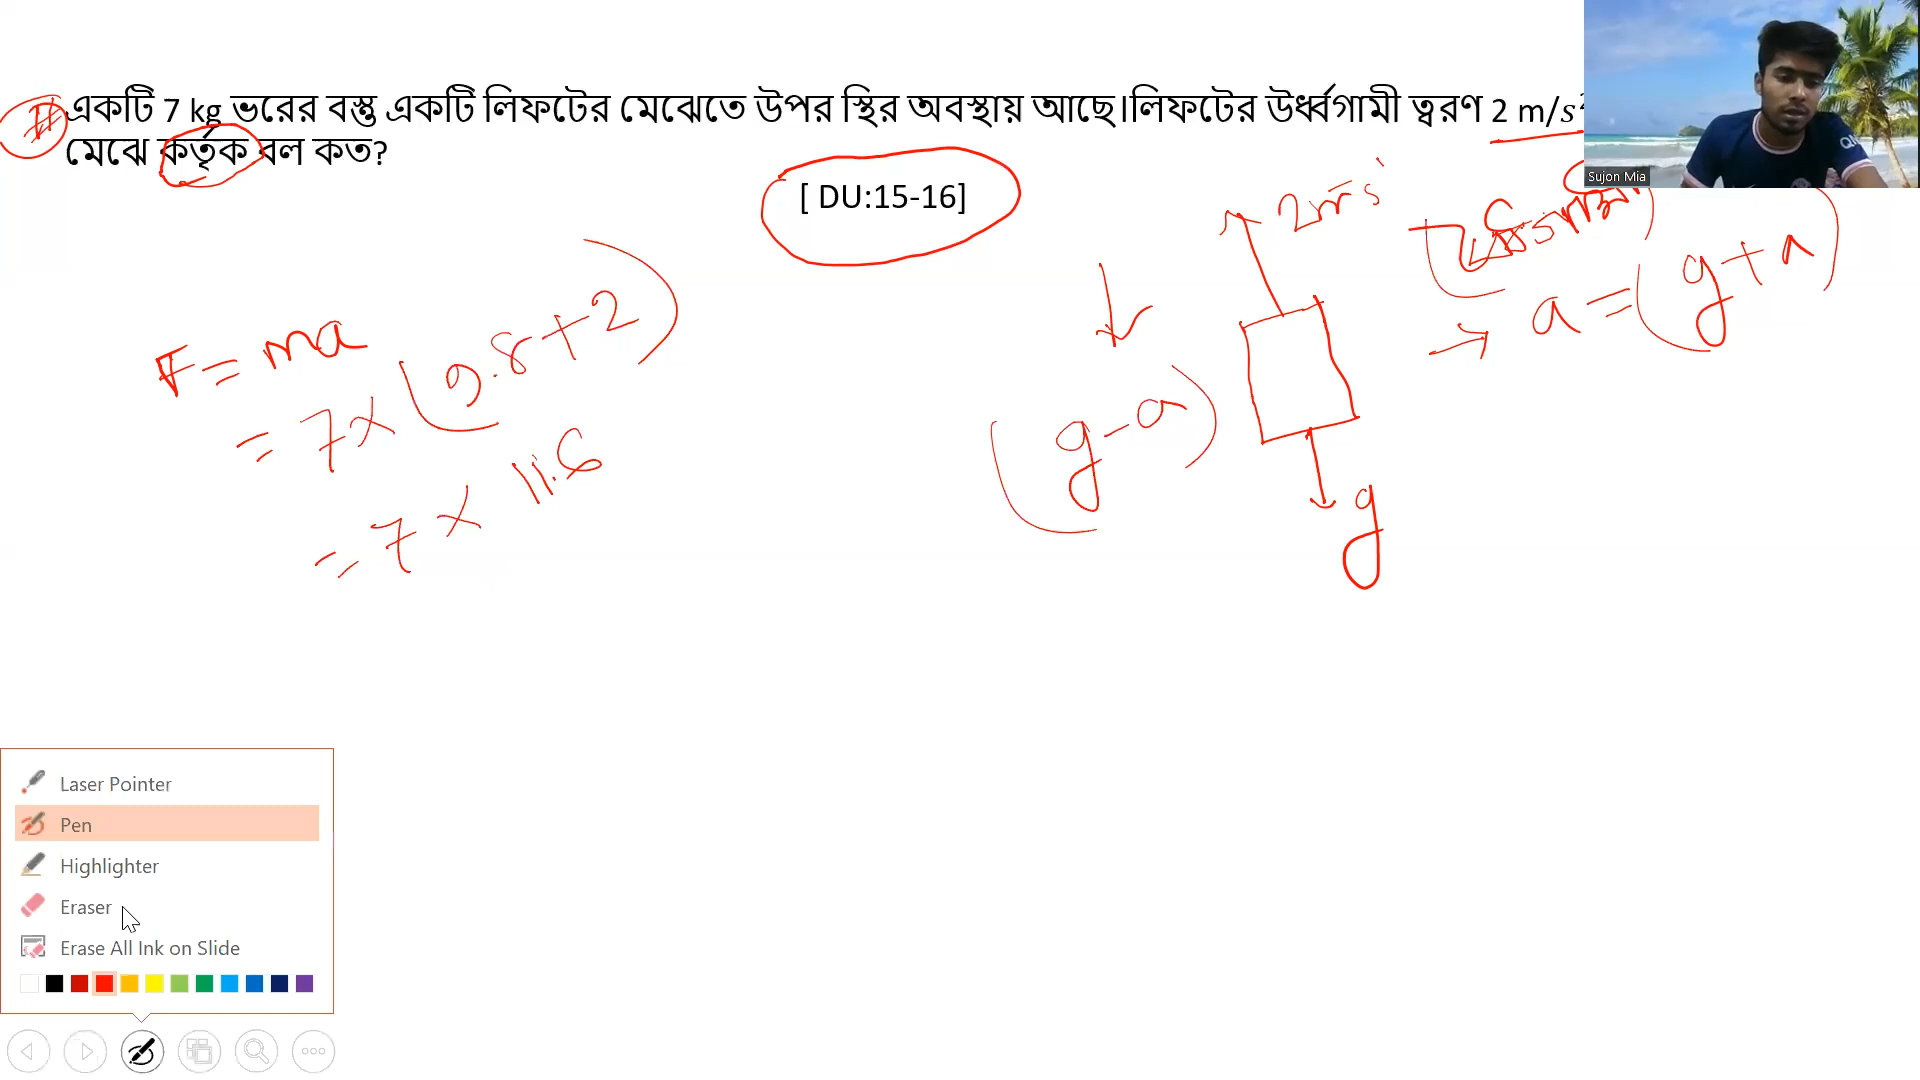 # একটি 7 kg ভরের বস্তু একটি লিফটের মেঝেতে উপর স্থির অবস্থায় আছে।লিফটের উর্ধ্বগামী ত্বরণ 2 m/s²
মেঝে কর্তৃক বল কত?
[ DU:15-16]
Sujon Mia
F = ma
= 7 × (9.8 + 2)
= 7 × 11.8
2
(g - a)
g
→ a = (g + a)
Laser Pointer
Pen
Highlighter
Eraser
Erase All Ink on Slide